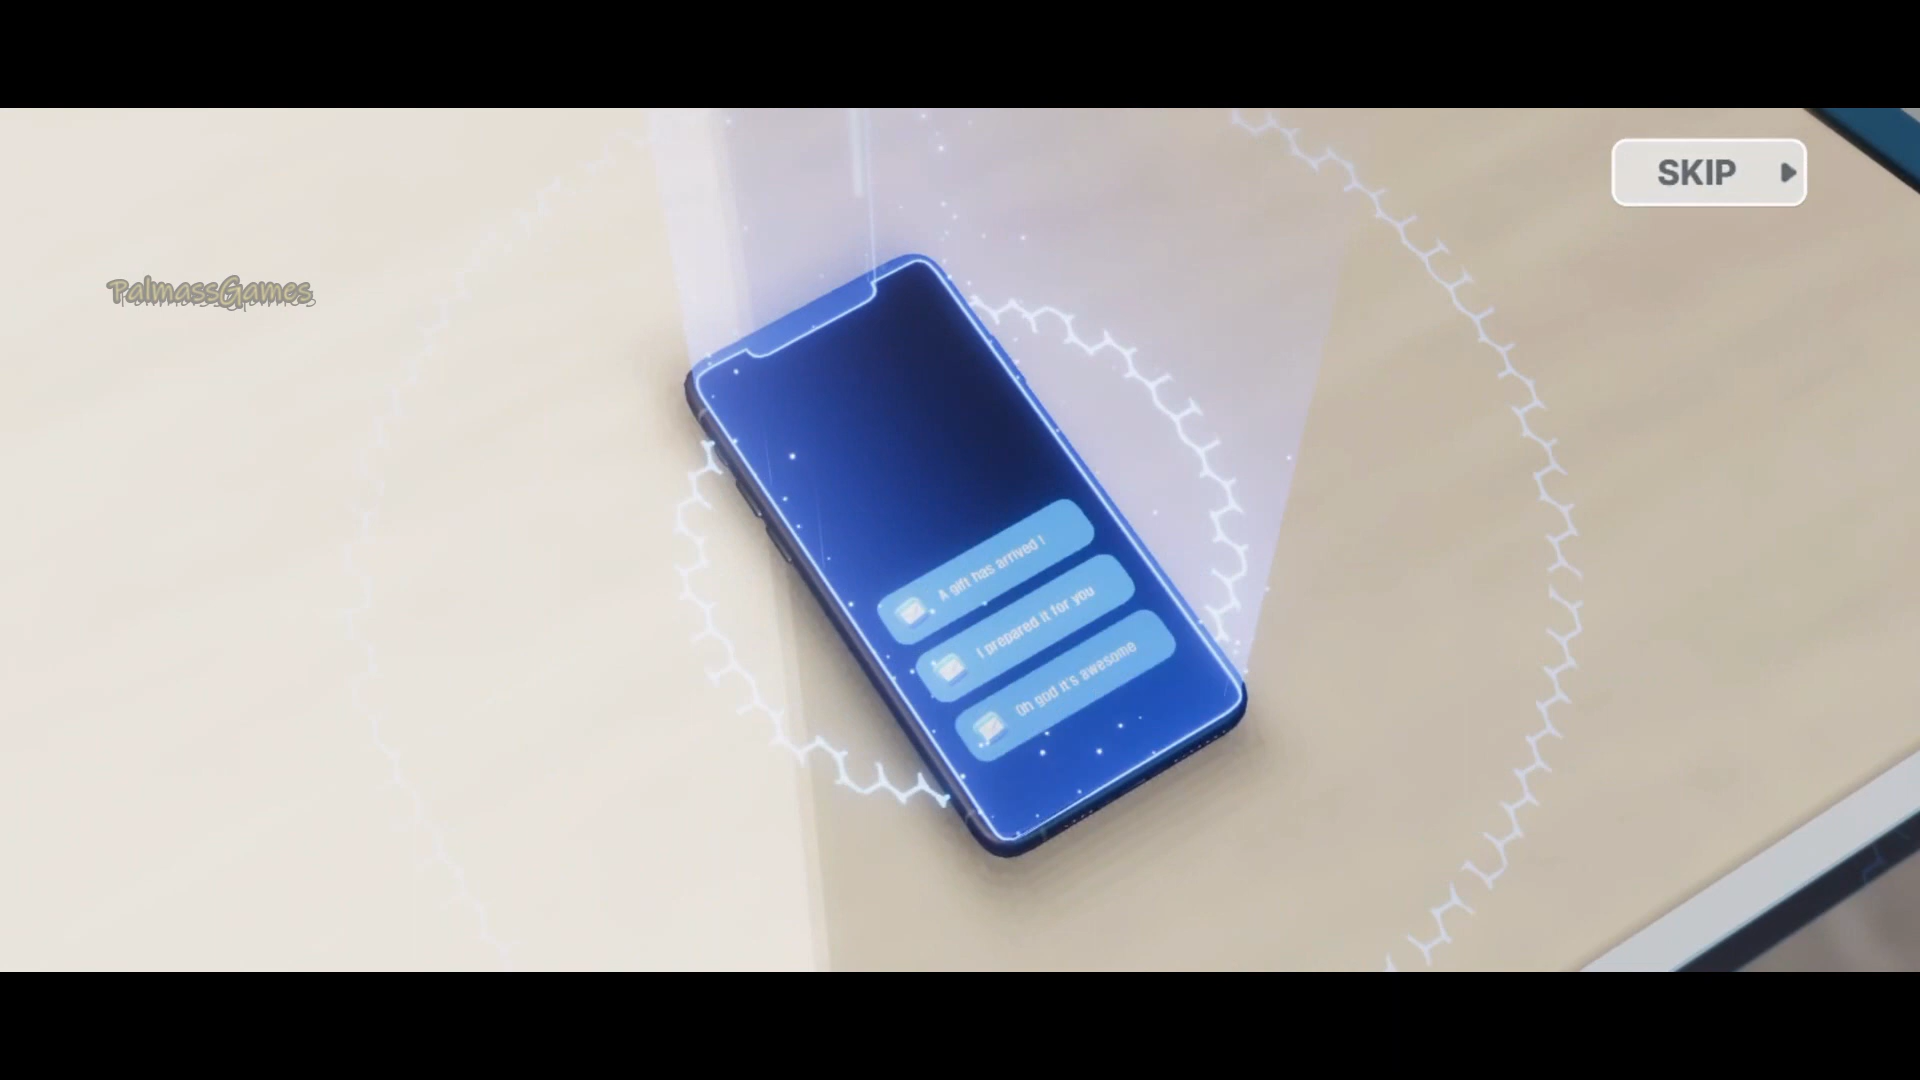 SKIP
PalmassGames
A gift has arrived !
I prepared it for you
Oh god it's awesome